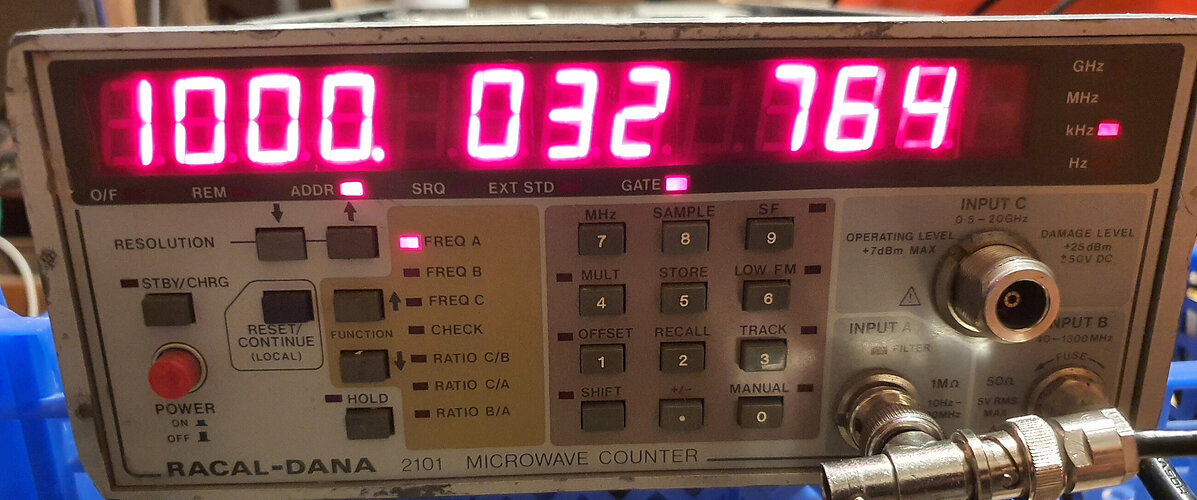 1000. 032 764
GHz
MHz
kHz
Hz
O/F REM ADDR SRQ EXT STD GATE
RESOLUTION
STBY/CHRG
RESET/
CONTINUE
(LOCAL)
POWER
ON
OFF
FUNCTION
HOLD
FREQ A
FREQ B
FREQ C
CHECK
RATIO C/B
RATIO C/A
RATIO B/A
MHz SAMPLE SF
7 8 9
MULT STORE LOW FM
4 5 6
OFFSET RECALL TRACK
1 2 3
SHIFT +/- MANUAL
. 0
INPUT C
0·5-20GHz
OPERATING LEVEL
+7dBm MAX
DAMAGE LEVEL
+25dBm
±50V DC
INPUT A
FILTER
1MΩ
10Hz-
INPUT B
40-1300MHz
FUSE
50Ω
5V RMS
MAX
RACAL-DANA 2101 MICROWAVE COUNTER